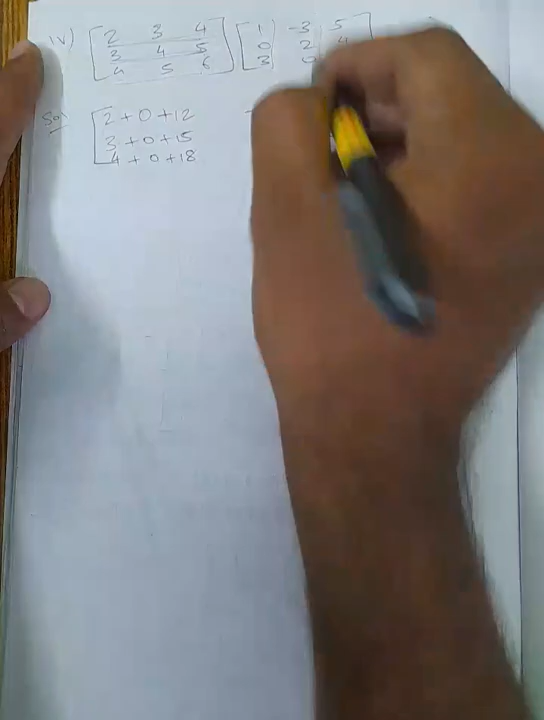 iv) [2 3 4 [1 -3 5
3 4 5 0 2 4
4 5 6] 3 0
Sol [2+0+12 -
3+0+15
4+0+18